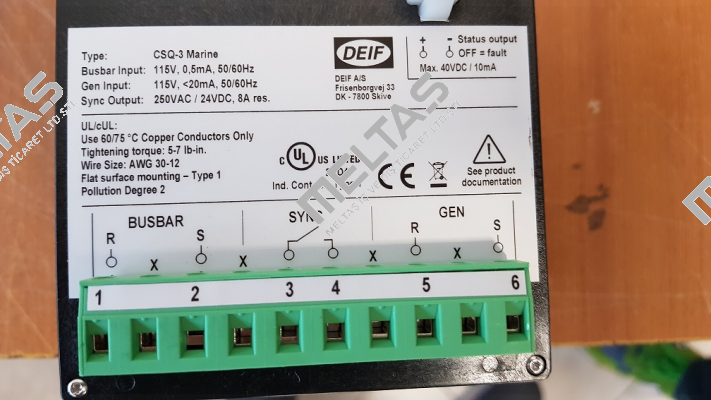 Type: CSQ-3 Marine
Busbar Input: 115V, 0,5mA, 50/60Hz
Gen Input: 115V, <20mA, 50/60Hz
Sync Output: 250VAC / 24VDC, 8A res.
DEIF
DEIF A/S
Frisenborgvej 33
DK - 7800 Skive
+ - Status output
OFF = fault
Max. 40VDC / 10mA
UL/cUL:
Use 60/75 °C Copper Conductors Only
Tightening torque: 5-7 lb-in.
Wire Size: AWG 30-12
Flat surface mounting – Type 1
Pollution Degree 2
C UL US LISTED
Ind. Cont.
CE
See product
documentation
BUSBAR SYNC GEN
R S R S
x x x x
1 2 3 4 5 6
MELTAS